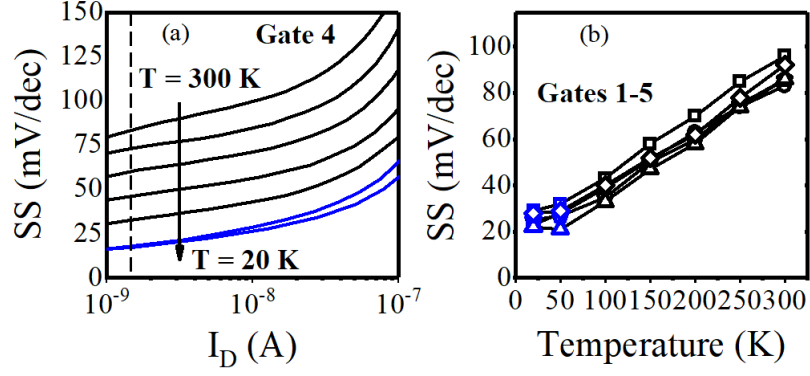 150
125
100
75
50
25
0
SS (mV/dec)
(a)
Gate 4
T = 300 K
T = 20 K
10⁻⁹
10⁻⁸
10⁻⁷
I_D (A)
100
80
60
40
20
0
SS (mV/dec)
(b)
Gates 1-5
0 50 100 150 200 250 300
Temperature (K)